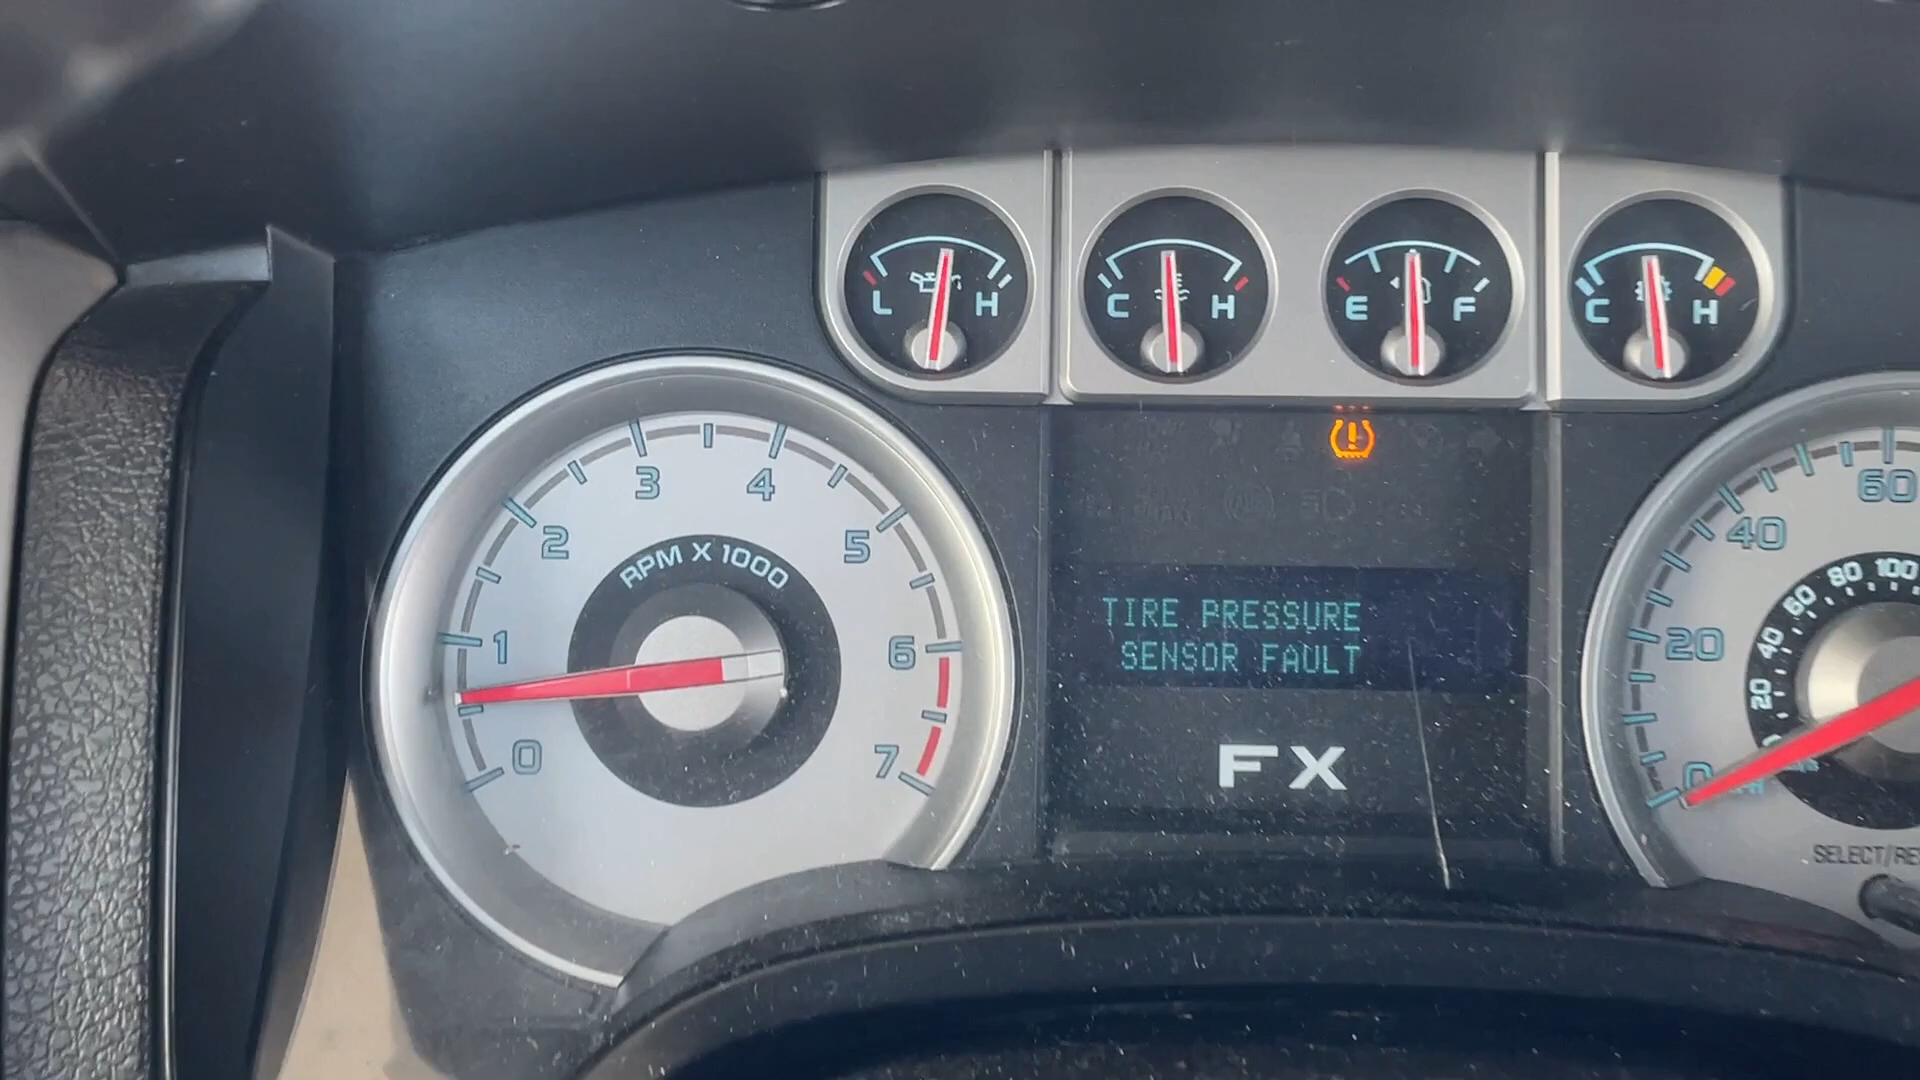 L H
C H
E F
C H
0 1 2 3 4 5 6 7
RPM X 1000
TIRE PRESSURE
SENSOR FAULT
FX
0 20 40 60
20 40 60 80 100
SELECT/RE